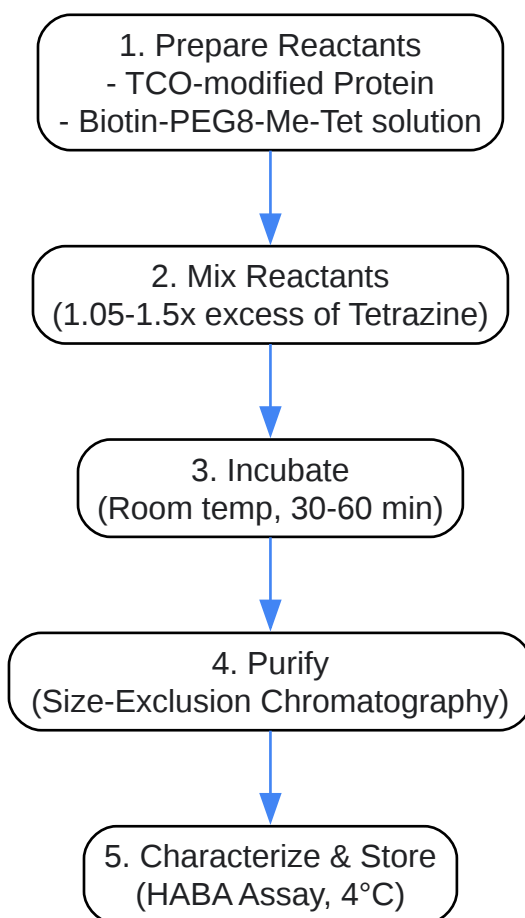 1. Prepare Reactants
- TCO-modified Protein
- Biotin-PEG8-Me-Tet solution
2. Mix Reactants
(1.05-1.5x excess of Tetrazine)
3. Incubate
(Room temp, 30-60 min)
4. Purify
(Size-Exclusion Chromatography)
5. Characterize & Store
(HABA Assay, 4°C)